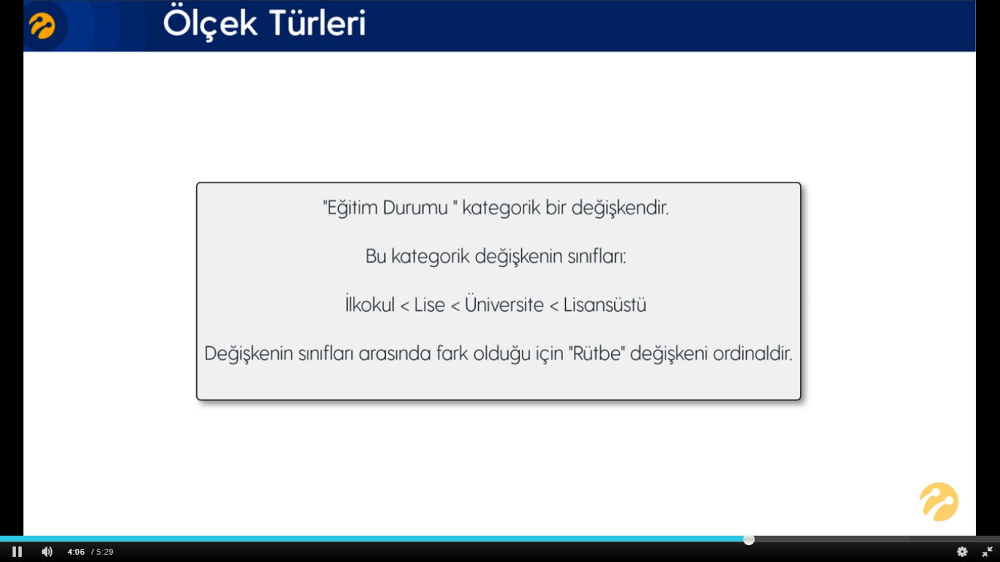 Ölçek Türleri
"Eğitim Durumu " kategorik bir değişkendir.
Bu kategorik değişkenin sınıfları:
İlkokul < Lise < Üniversite < Lisansüstü
Değişkenin sınıfları arasında fark olduğu için "Rütbe" değişkeni ordinaldir.
4:06 / 5:29